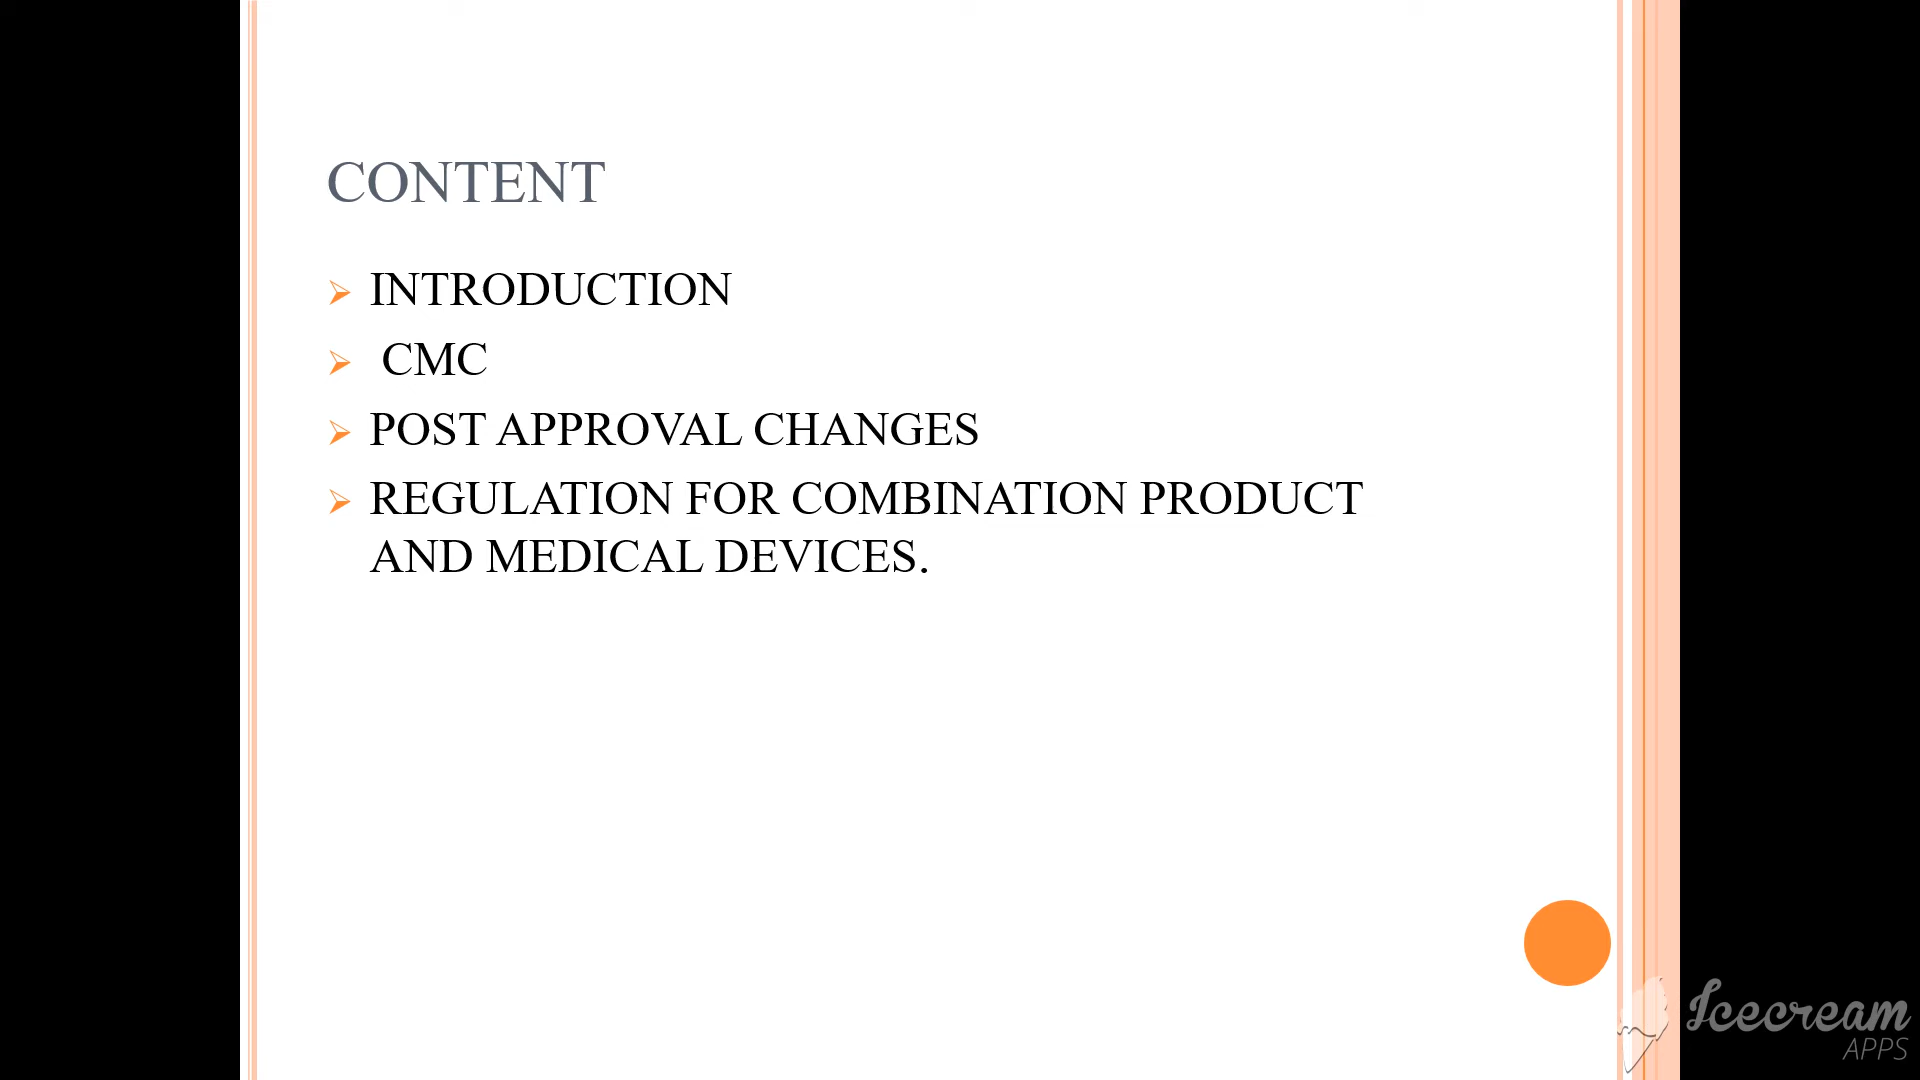 CONTENT
INTRODUCTION
CMC
POST APPROVAL CHANGES
REGULATION FOR COMBINATION PRODUCT
AND MEDICAL DEVICES.
Icecream
APPS